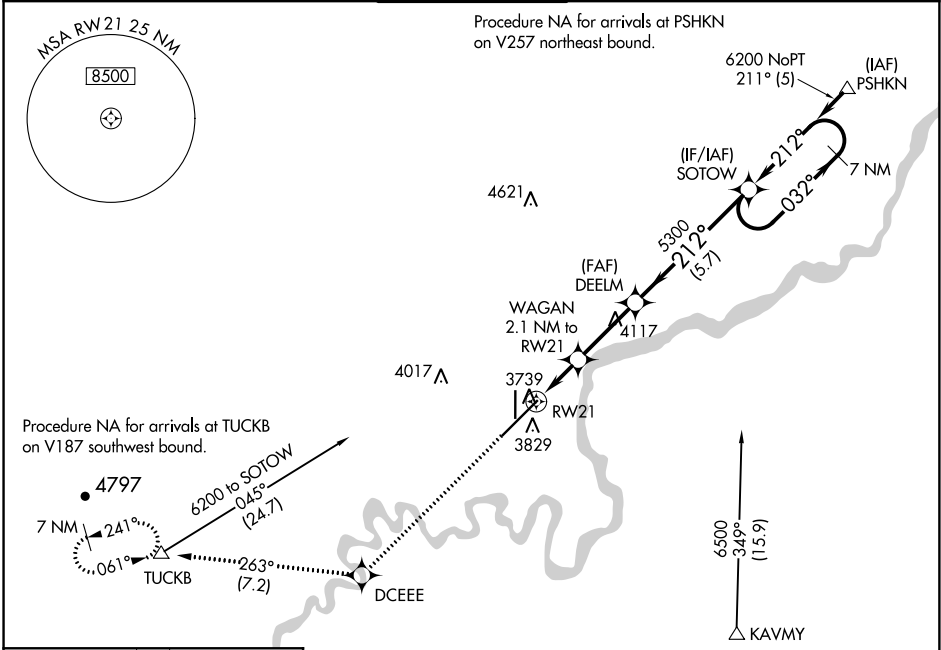 MSA RW 21 25 NM
8500
Procedure NA for arrivals at PSHKN
on V257 northeast bound.
6200 NoPT
211° (5)
(IAF)
PSHKN
(IF/IAF)
SOTOW
212°
032°
7 NM
4621
5300
212°
(5.7)
(FAF)
DEELM
WAGAN
2.1 NM to
RW21
4117
4017
3739
RW21
3829
Procedure NA for arrivals at TUCKB
on V187 southwest bound.
4797
6200 to SOTOW
045°
(24.7)
7 NM
241°
061°
TUCKB
263°
(7.2)
DCEEE
6500
349°
(15.9)
KAVMY